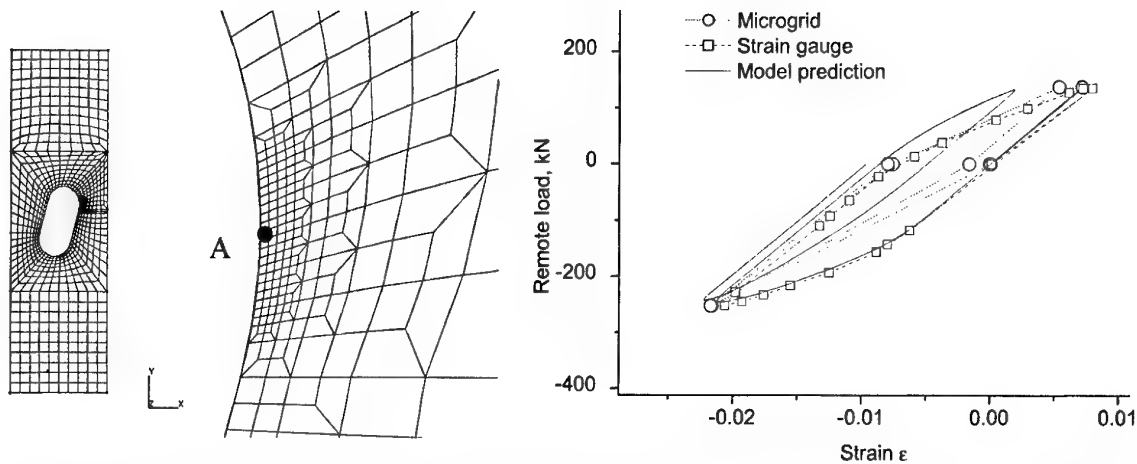 A
Y
Z
X
Microgrid
Strain gauge
Model prediction
200
0
-200
-400
Remote load, kN
-0.02
-0.01
0.00
0.01
Strain ε